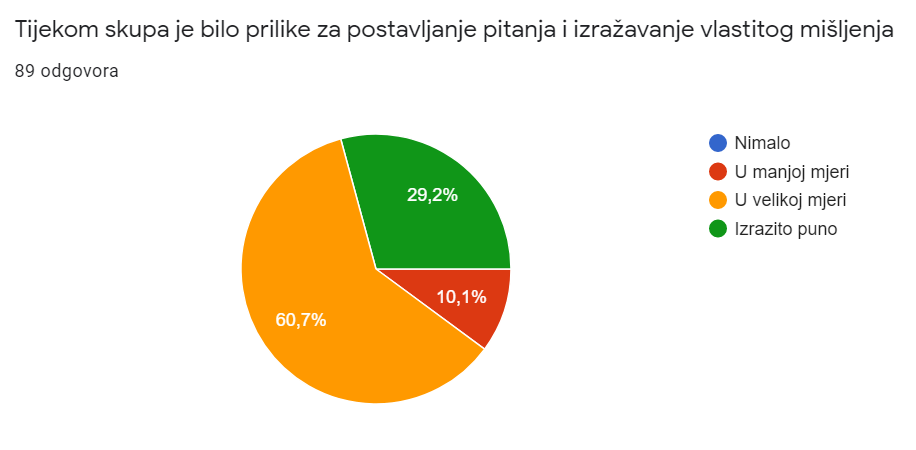 Tijekom skupa je bilo prilike za postavljanje pitanja i izražavanje vlastitog mišljenja
89 odgovora
Nimalo
U manjoj mjeri
U velikoj mjeri
Izrazito puno
29,2%
10,1%
60,7%